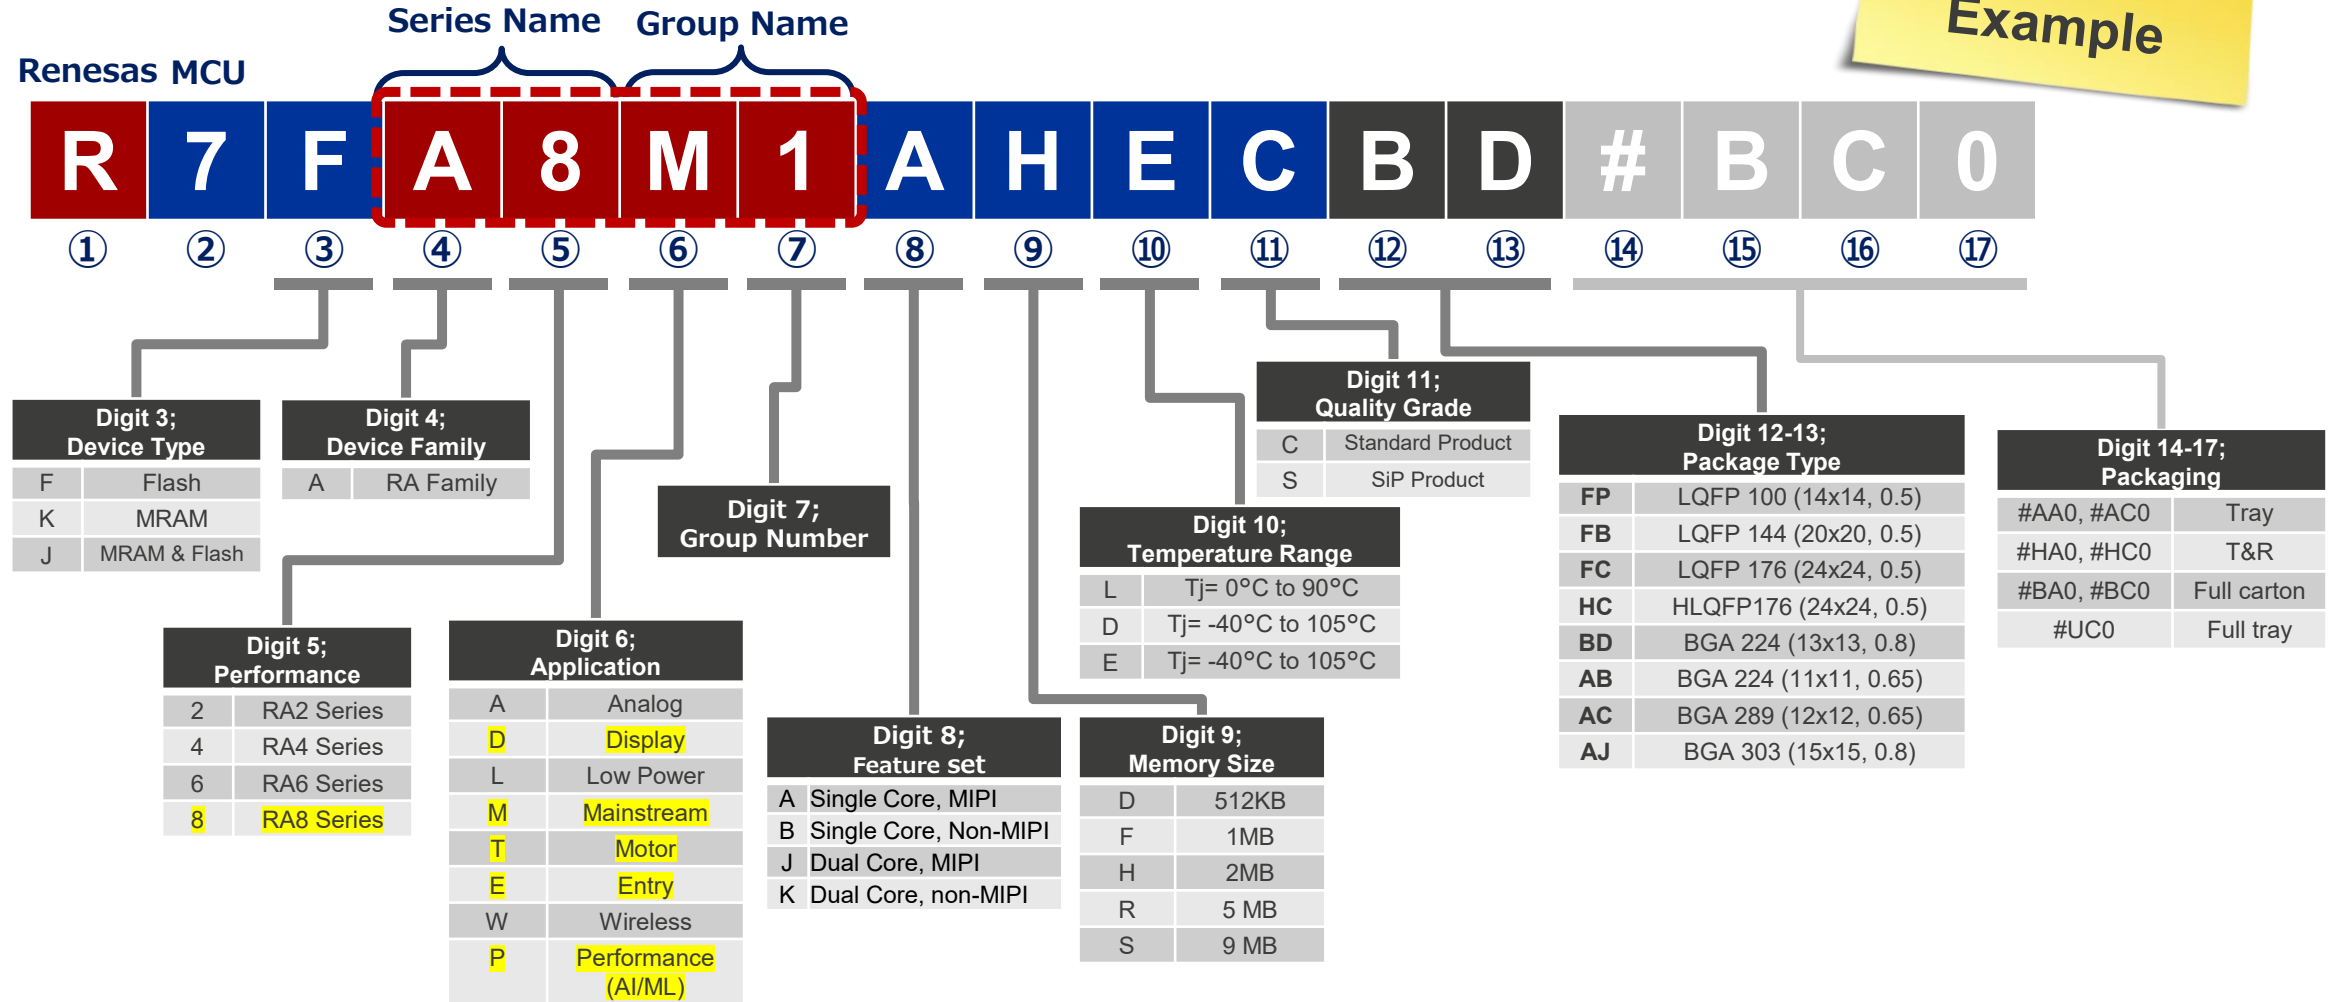 Example
Series Name Group Name
Renesas MCU
R 7 F A 8 M 1 A H E C B D # B C 0
① ② ③ ④ ⑤ ⑥ ⑦ ⑧ ⑨ ⑩ ⑪ ⑫ ⑬ ⑭ ⑮ ⑯ ⑰
Digit 3;
Device Type
F Flash
K MRAM
J MRAM & Flash
Digit 4;
Device Family
A RA Family
Digit 5;
Performance
2 RA2 Series
4 RA4 Series
6 RA6 Series
8 RA8 Series
Digit 6;
Application
A Analog
D Display
L Low Power
M Mainstream
T Motor
E Entry
W Wireless
P Performance
(AI/ML)
Digit 7;
Group Number
Digit 8;
Feature set
A Single Core, MIPI
B Single Core, Non-MIPI
J Dual Core, MIPI
K Dual Core, non-MIPI
Digit 9;
Memory Size
D 512KB
F 1MB
H 2MB
R 5 MB
S 9 MB
Digit 10;
Temperature Range
L Tj= 0°C to 90°C
D Tj= -40°C to 105°C
E Tj= -40°C to 105°C
Digit 11;
Quality Grade
C Standard Product
S SiP Product
Digit 12-13;
Package Type
FP LQFP 100 (14x14, 0.5)
FB LQFP 144 (20x20, 0.5)
FC LQFP 176 (24x24, 0.5)
HC HLQFP176 (24x24, 0.5)
BD BGA 224 (13x13, 0.8)
AB BGA 224 (11x11, 0.65)
AC BGA 289 (12x12, 0.65)
AJ BGA 303 (15x15, 0.8)
Digit 14-17;
Packaging
#AA0, #AC0 Tray
#HA0, #HC0 T&R
#BA0, #BC0 Full carton
#UC0 Full tray